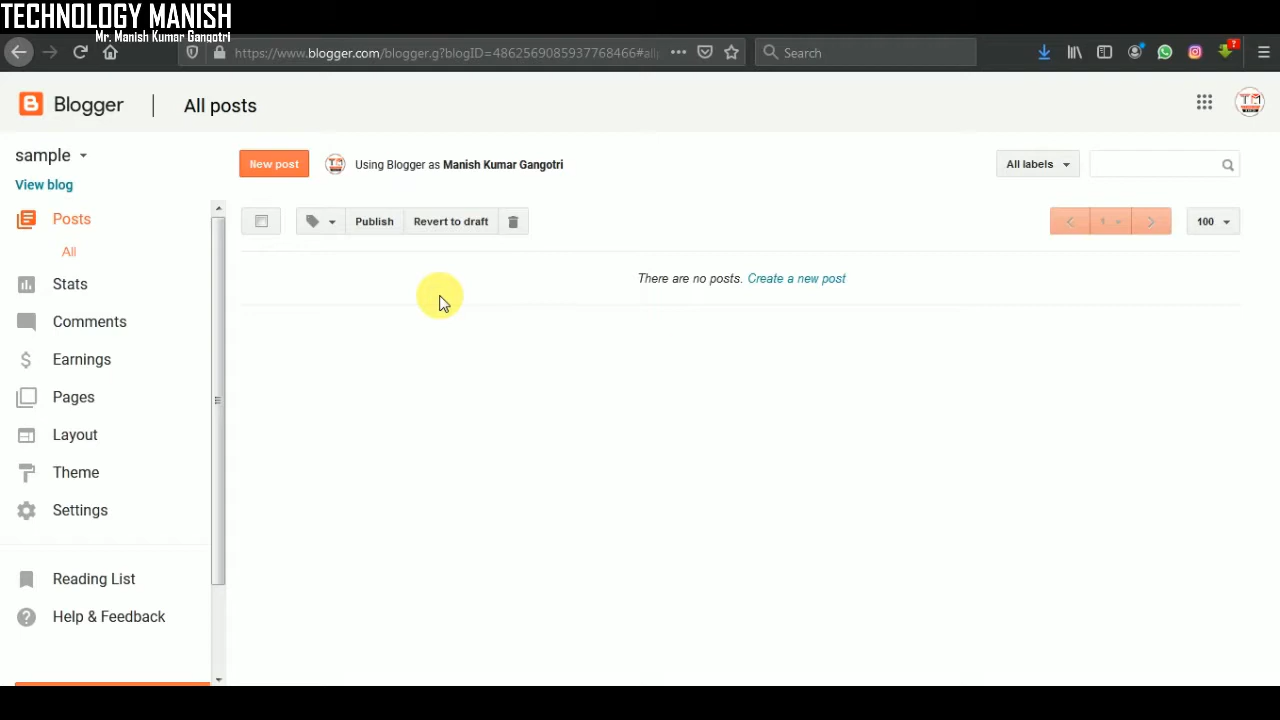 TECHNOLOGY MANISH
Mr. Manish Kumar Gangotri
https://www.blogger.com/blogger.g?blogID=4862569085937768466#all
Search
?
Blogger
All posts
sample
New post
Using Blogger as Manish Kumar Gangotri
All labels
View blog
Posts
Publish
Revert to draft
1
100
All
There are no posts. Create a new post
Stats
Comments
Earnings
Pages
Layout
Theme
Settings
Reading List
Help & Feedback